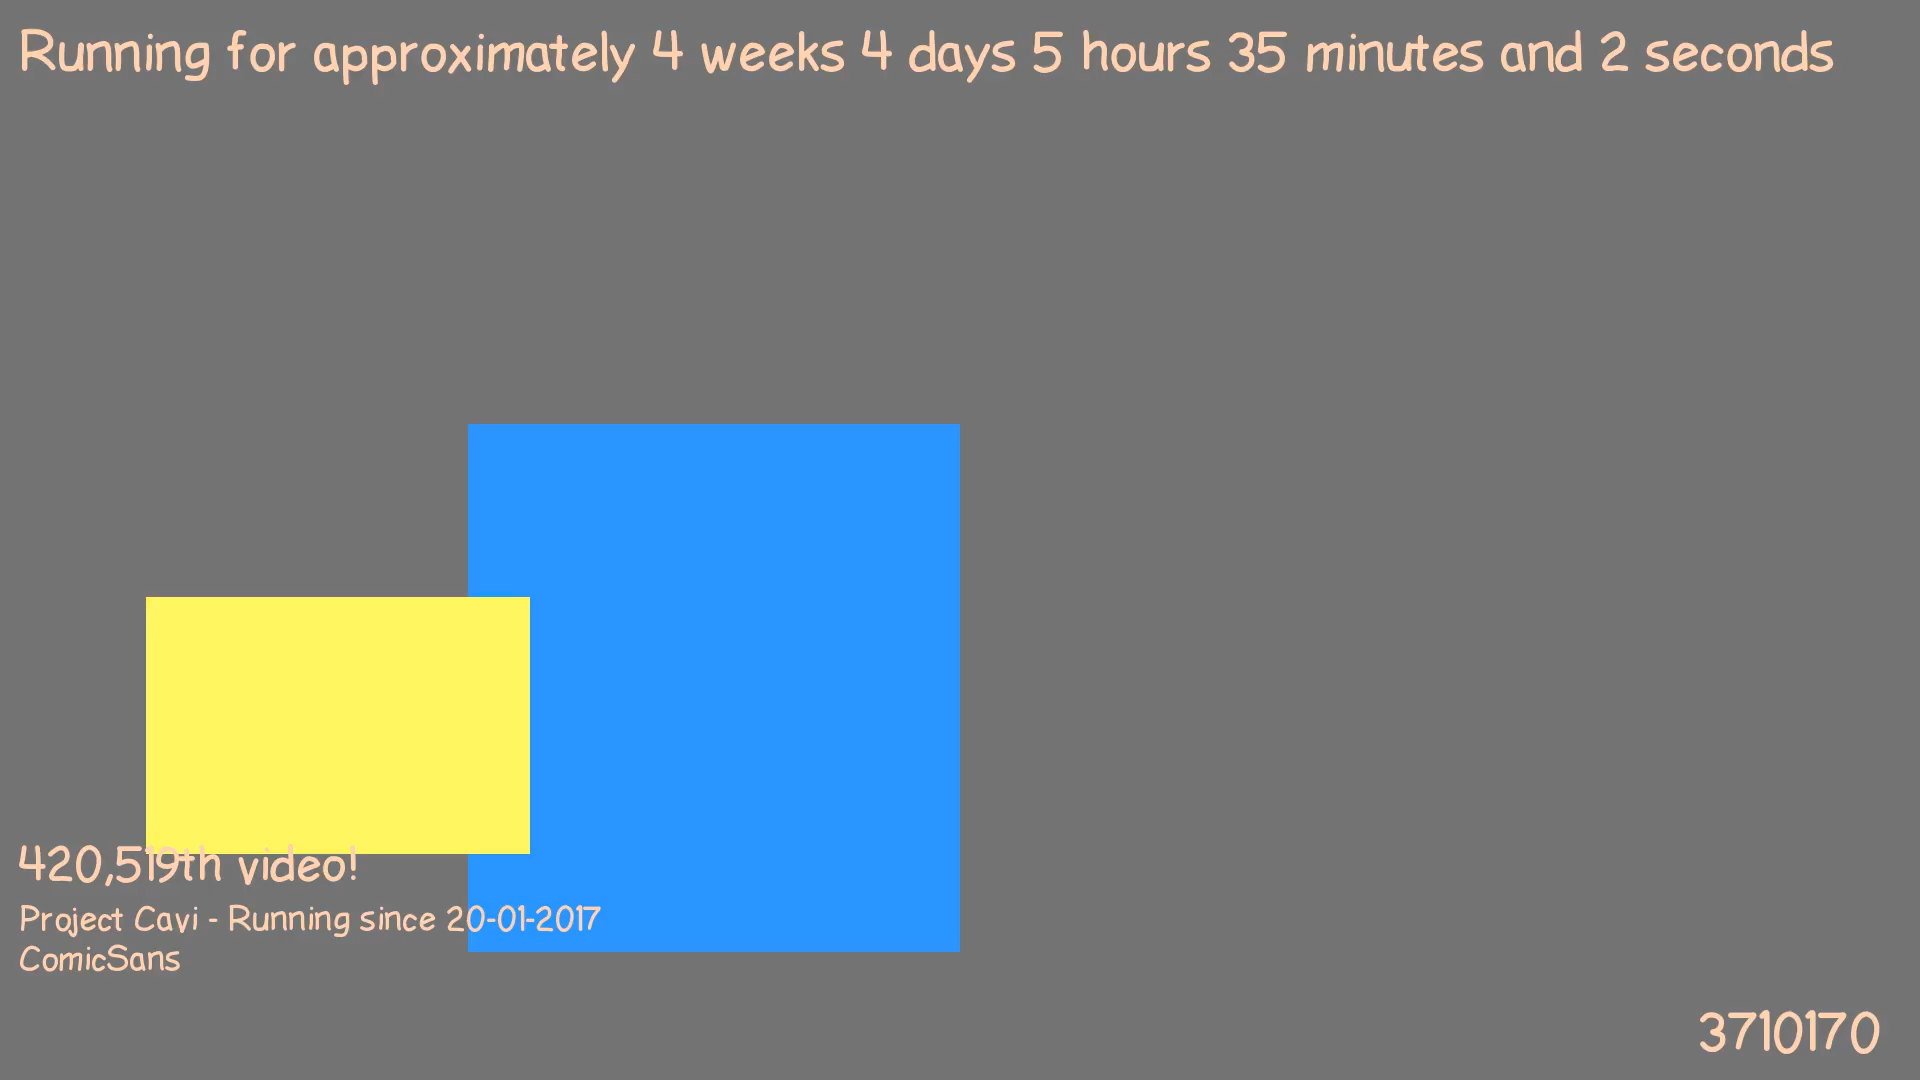 Running for approximately 4 weeks 4 days 5 hours 35 minutes and 2 seconds
420,519th video!
Project Cavi - Running since 20-01-2017
ComicSans
3710170